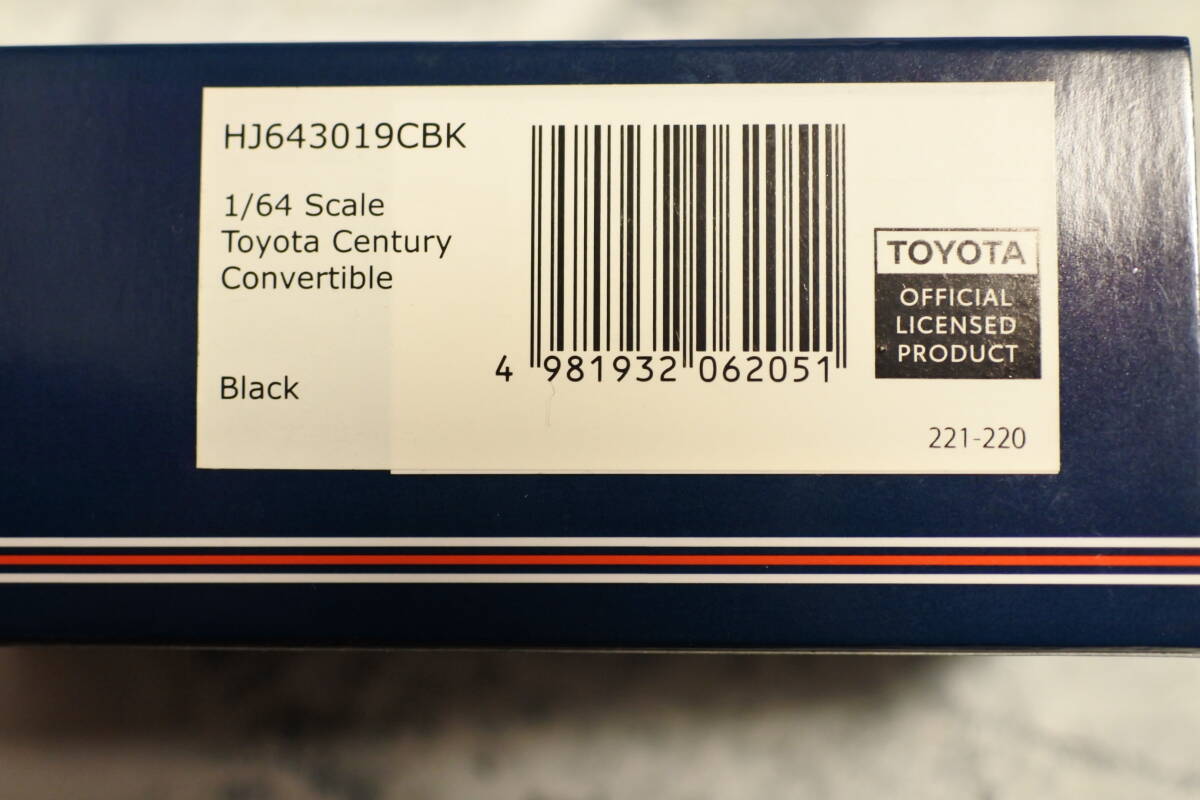 HJ643019CBK
1/64 Scale
Toyota Century
Convertible
Black
4 981932 062051
TOYOTA
OFFICIAL
LICENSED
PRODUCT
221-220